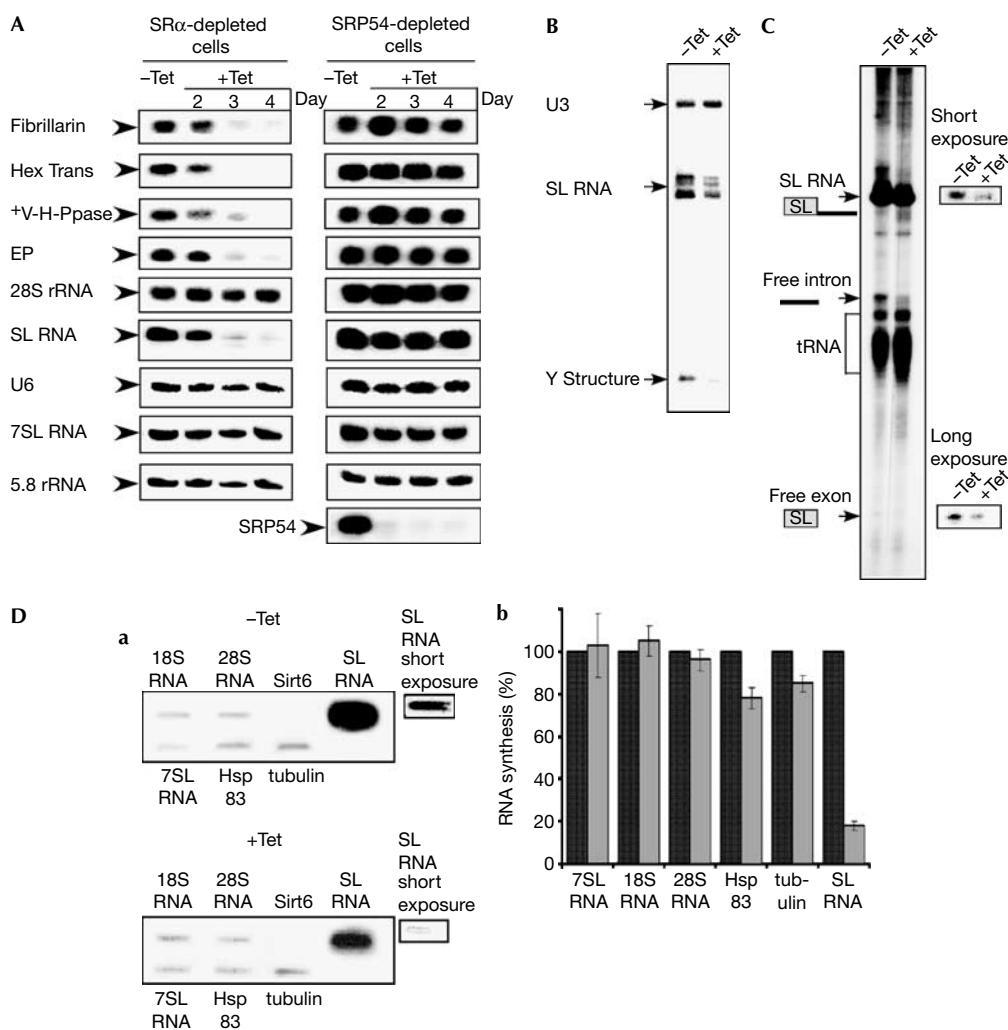 A
SRα-depleted
cells
SRP54-depleted
cells
–Tet
+Tet
–Tet
+Tet
2 3 4 Day
2 3 4 Day
Fibrillarin
Hex Trans
+V-H-Ppase
EP
28S rRNA
SL RNA
U6
7SL RNA
5.8 rRNA
SRP54
B
–Tet
+Tet
U3
SL RNA
Y Structure
C
–Tet
+Tet
SL RNA
SL
Free intron
tRNA
Free exon
SL
Short
exposure
–Tet
+Tet
Long
exposure
–Tet
+Tet
D
a
–Tet
18S
RNA
28S
RNA
Sirt6
SL
RNA
SL
RNA
short
exposure
7SL
RNA
Hsp
83
tubulin
+Tet
18S
RNA
28S
RNA
Sirt6
SL
RNA
SL
RNA
short
exposure
7SL
RNA
Hsp
83
tubulin
b
RNA synthesis (%)
100
80
60
40
20
0
7SL
RNA
18S
RNA
28S
RNA
Hsp
83
tub-
ulin
SL
RNA